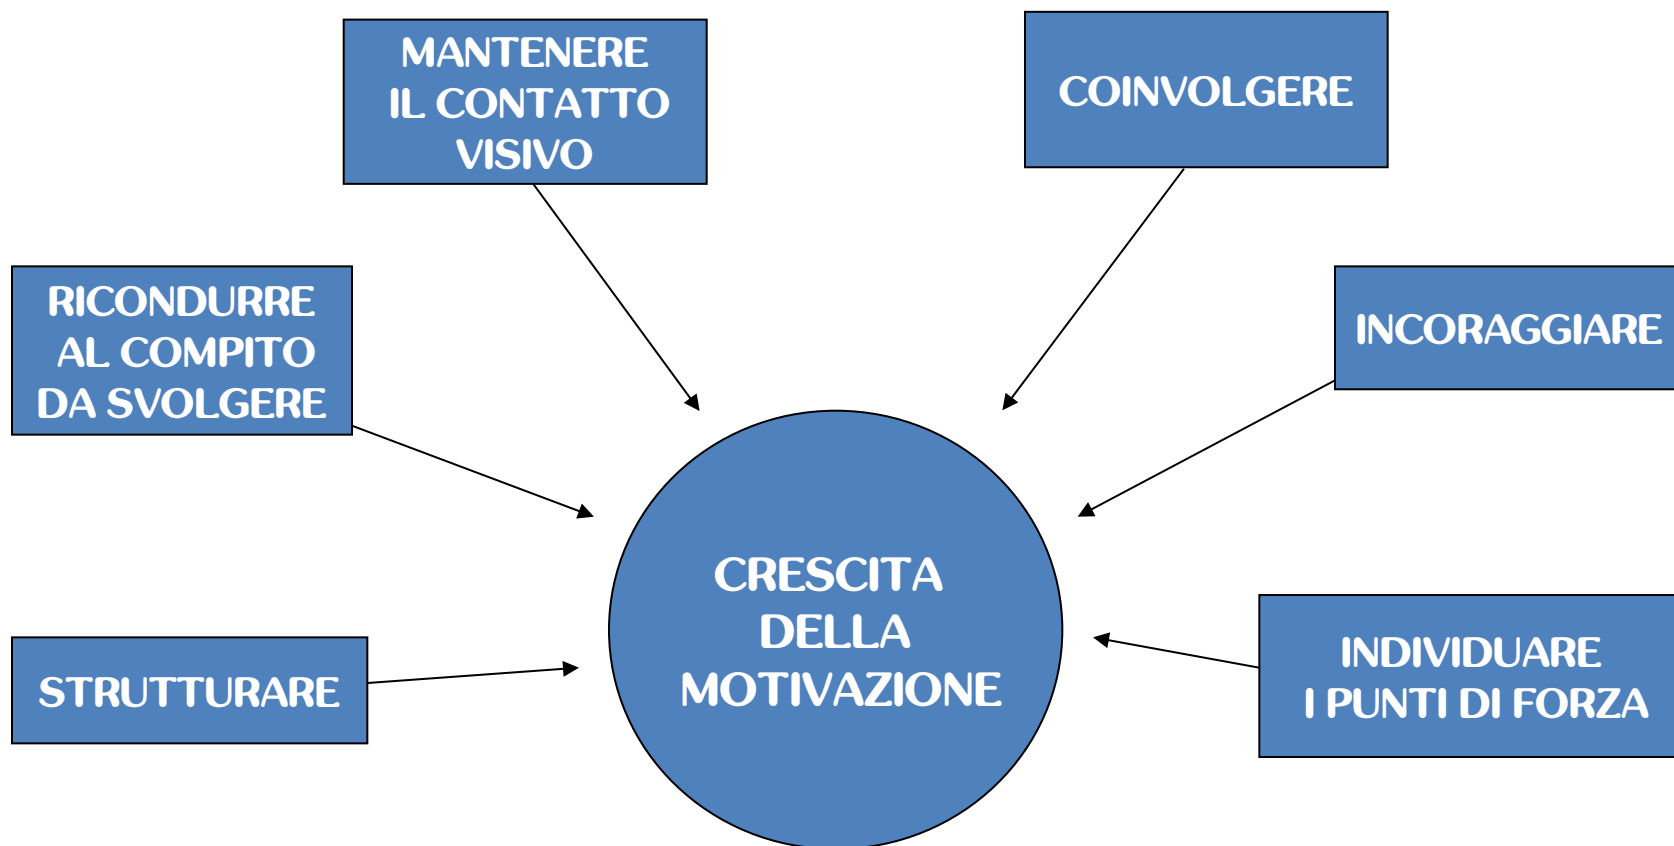 MANTENERE
IL CONTATTO
VISIVO
COINVOLGERE
RICONDURRE
AL COMPITO
DA SVOLGERE
INCORAGGIARE
CRESCITA
DELLA
MOTIVAZIONE
STRUTTURARE
INDIVIDUARE
I PUNTI DI FORZA